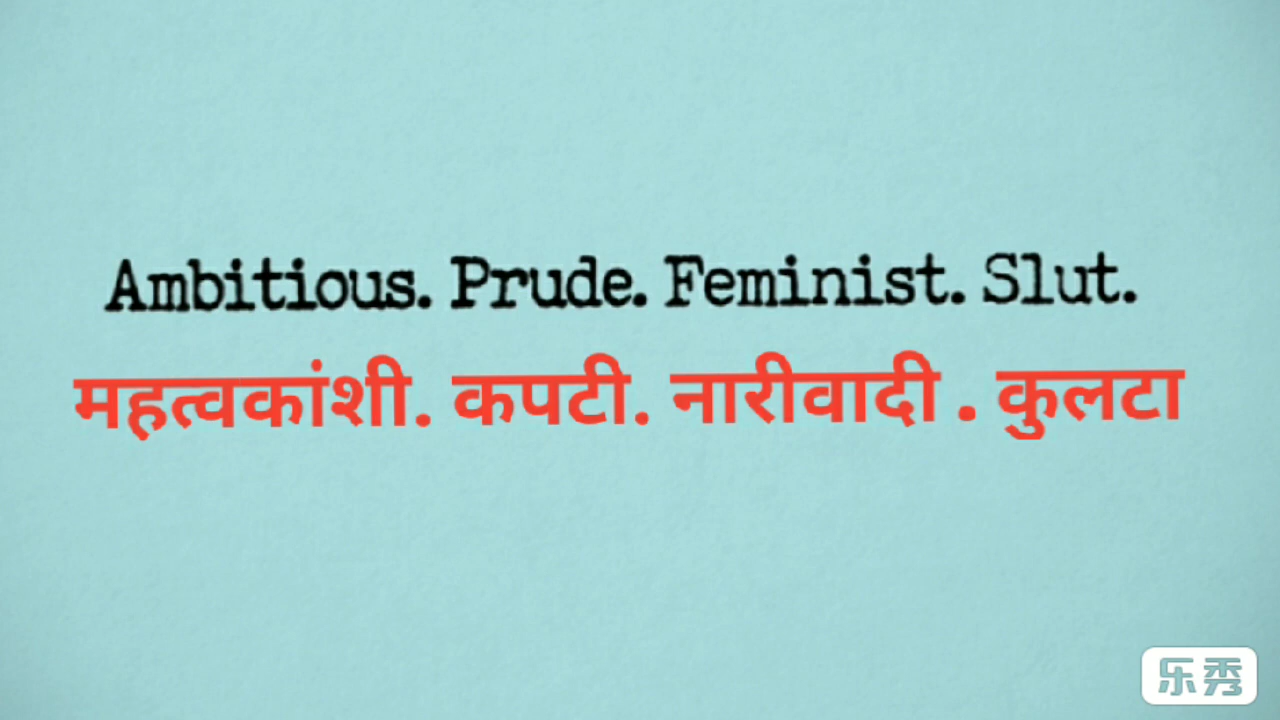 Ambitious. Prude. Feminist. Slut.
महत्वकांशी. कपटी. नारीवादी . कुलटा
乐秀